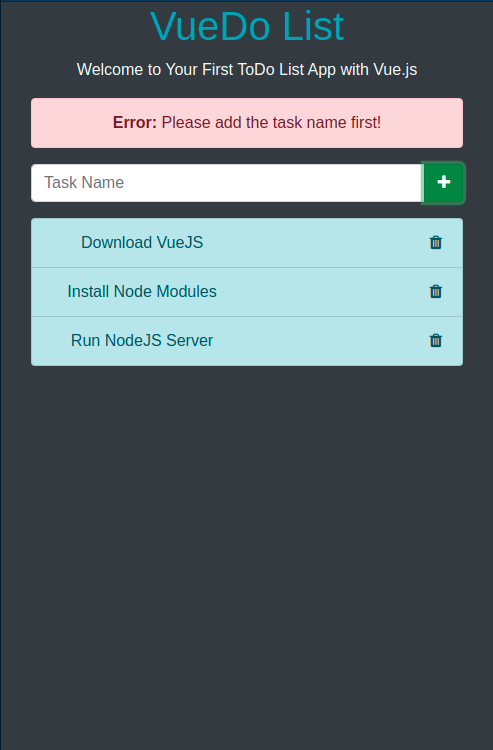 VueDo List
Welcome to Your First ToDo List App with Vue.js
Error: Please add the task name first!
Task Name
Download VueJS
Install Node Modules
Run NodeJS Server